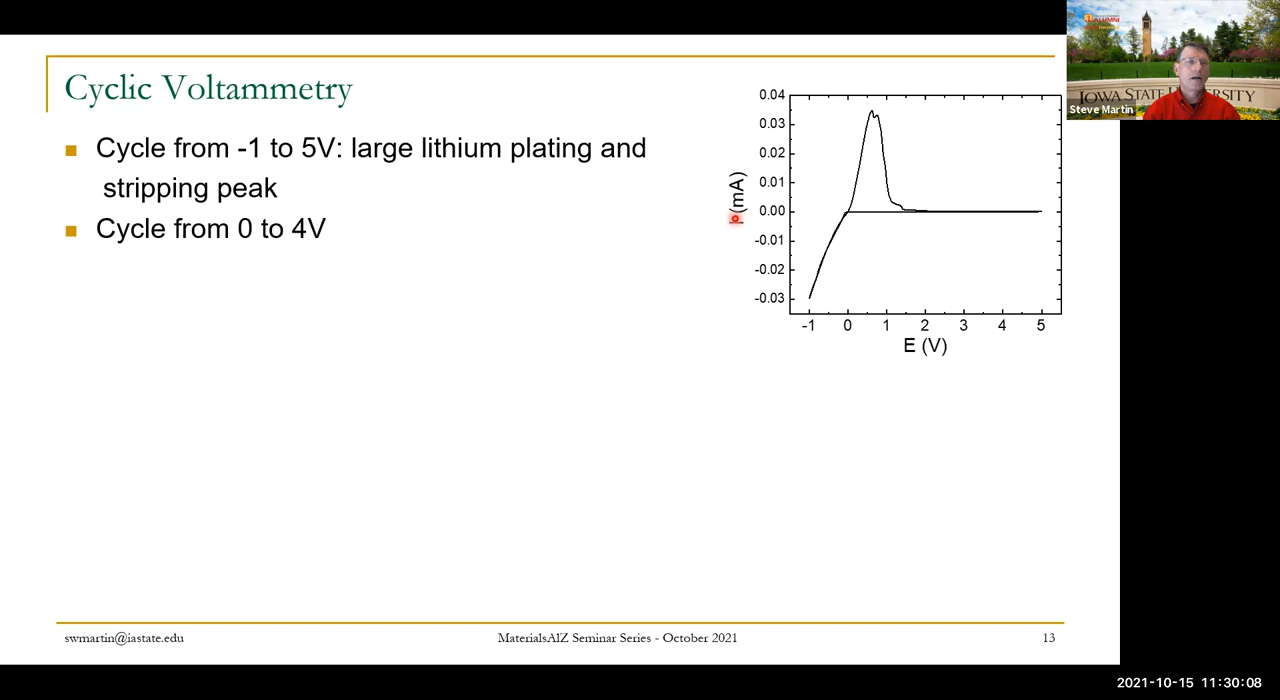 Cyclic Voltammetry
Cycle from -1 to 5V: large lithium plating and
stripping peak
Cycle from 0 to 4V
0.04
0.03
0.02
0.01
0.00
-0.01
-0.02
-0.03
(mA)
-1 0 1 2 3 4 5
E (V)
ALUMNI
IOWA STATE UNIVERSITY
Steve Martin
swmartin@iastate.edu
MaterialsAlZ Seminar Series - October 2021
13
2021-10-15 11:30:08